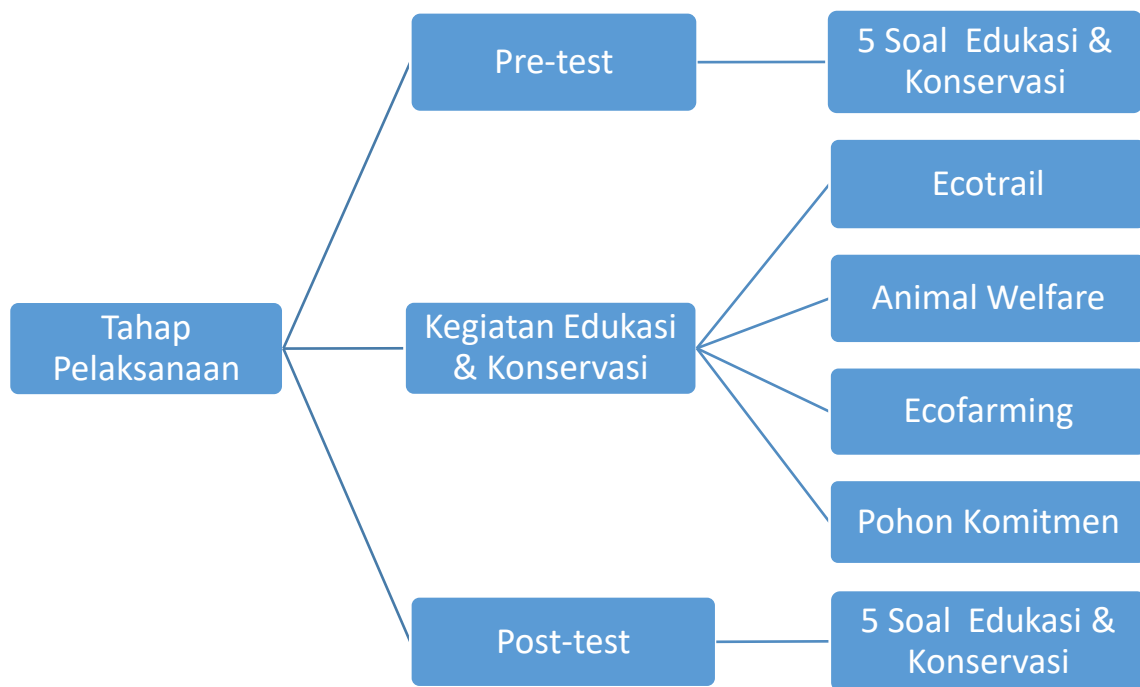 Tahap
Pelaksanaan
Pre-test
5 Soal  Edukasi &
Konservasi
Kegiatan Edukasi
& Konservasi
Ecotrail
Animal Welfare
Ecofarming
Pohon Komitmen
Post-test
5 Soal  Edukasi &
Konservasi